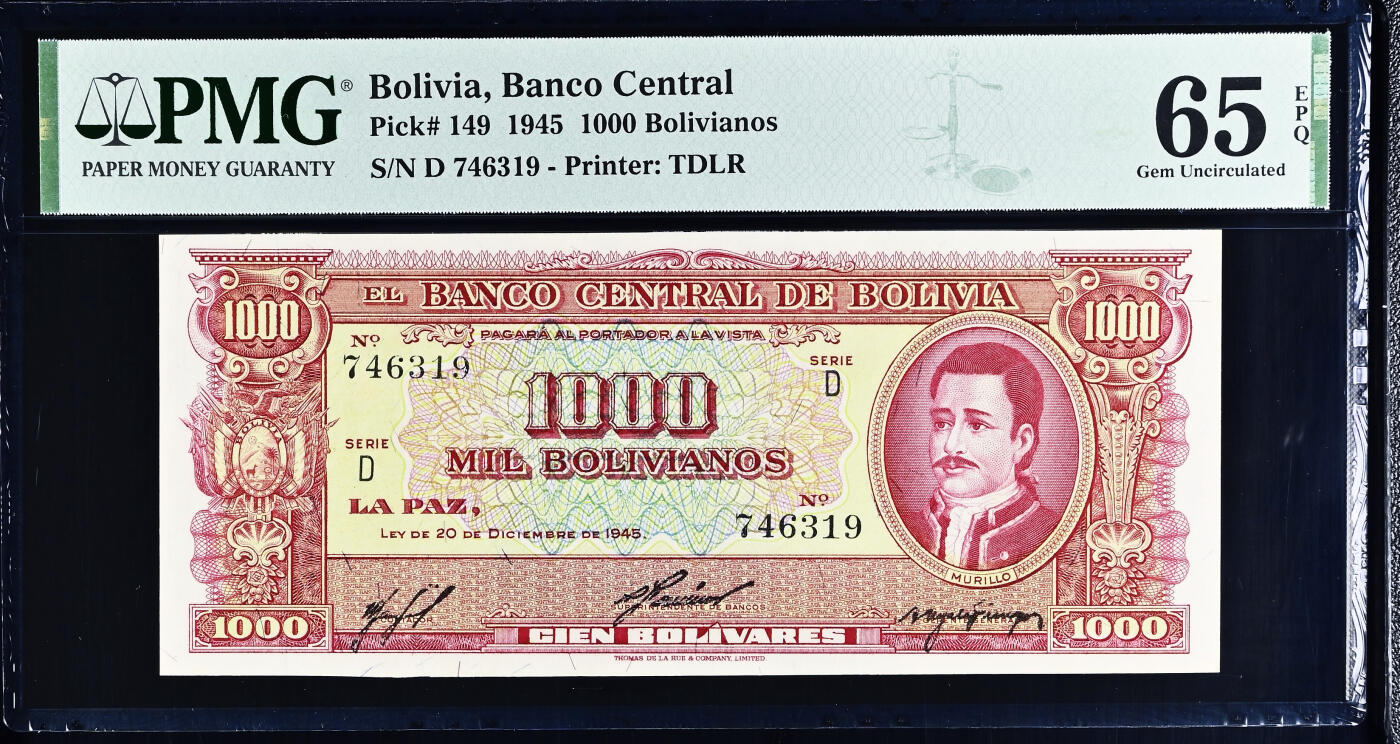 PMG®
PAPER MONEY GUARANTY
Bolivia, Banco Central
Pick# 149 1945 1000 Bolivianos
S/N D 746319 - Printer: TDLR
65
EPQ
Gem Uncirculated
1000
EL BANCO CENTRAL DE BOLIVIA
1000
PAGARÁ AL PORTADOR A LA VISTA
Nº
746319
SERIE
D
1000
SERIE
D
MIL BOLIVIANOS
LA PAZ,
Nº
746319
LEY DE 20 DE DICIEMBRE DE 1945.
BOLIVIA
MURILLO
SUPERINTENDENTE DE BANCOS
1000
CIEN BOLÍVARES
1000
THOMAS DE LA RUE & COMPANY, LIMITED.